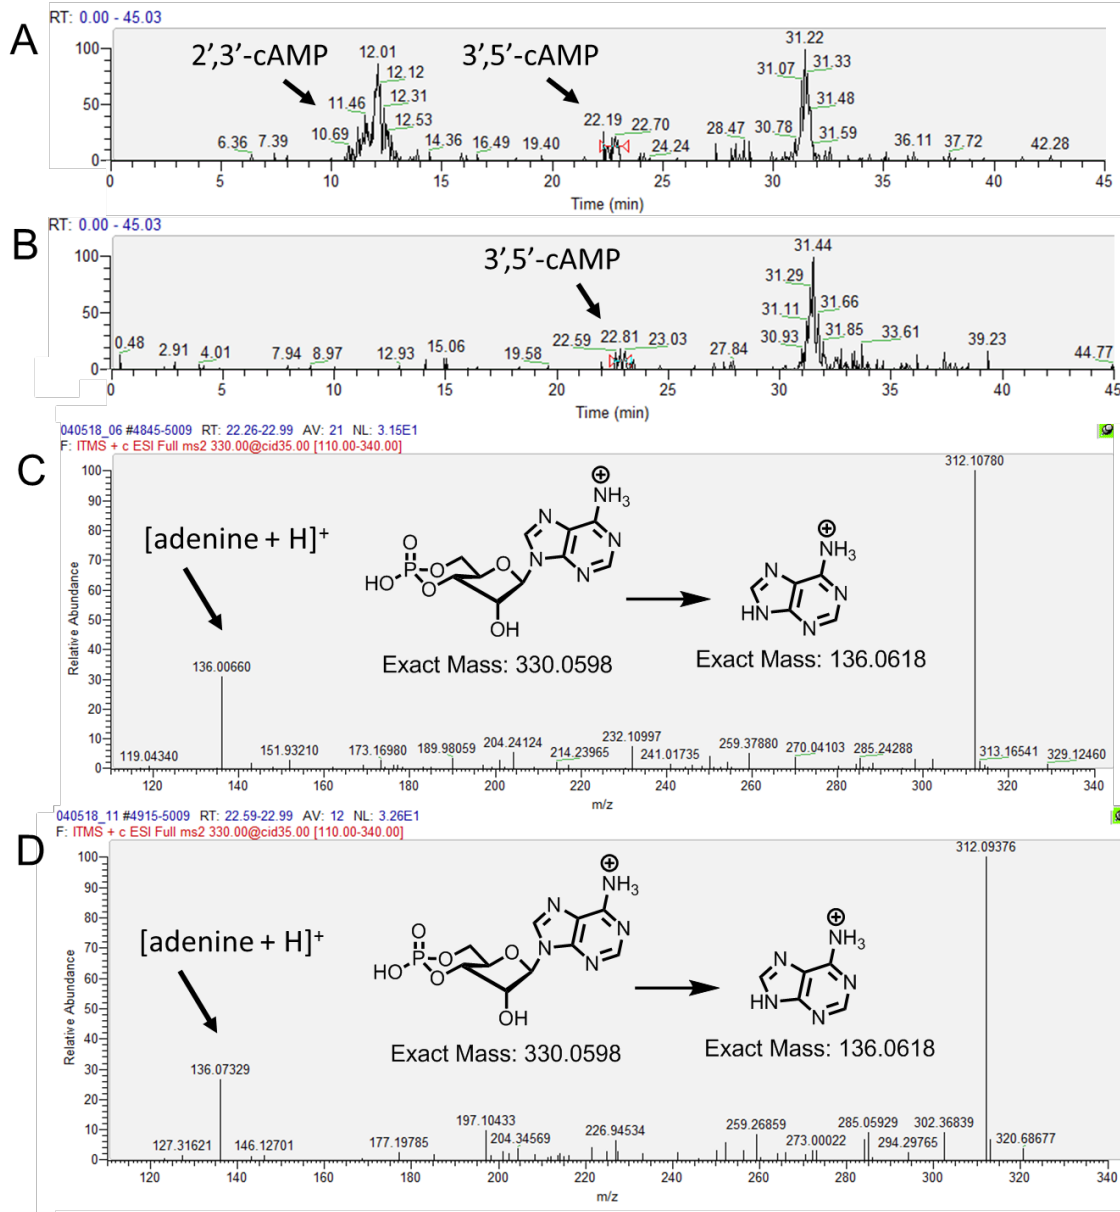 A
RT: 0.00 - 45.03
2',3'-cAMP
3',5'-cAMP
100
50
0
6.36
7.39
10.69
11.46
12.01
12.12
12.31
12.53
14.36
16.49
19.40
22.19
22.70
24.24
28.47
30.78
31.07
31.22
31.33
31.48
31.59
36.11
37.72
42.28
0 5 10 15 20 25 30 35 40 45
Time (min)
B
RT: 0.00 - 45.03
3',5'-cAMP
100
50
0
0.48
2.91
4.01
7.94
8.97
12.93
15.06
19.58
22.59
22.81
23.03
27.84
30.93
31.11
31.29
31.44
31.66
31.85
33.61
39.23
44.77
0 5 10 15 20 25 30 35 40 45
Time (min)
040518_06 #4845-5009 RT: 22.26-22.99 AV: 21 NL: 3.15E1
F: ITMS + c ESI Full ms2 330.00@cid35.00 [110.00-340.00]
C
[adenine + H]+
Relative Abundance
100
90
80
70
60
50
40
30
20
10
0
O
HO P O
O
O
OH
N
N
N
N
NH3
+
Exact Mass: 330.0598
N
HN
N
N
NH3
+
Exact Mass: 136.0618
119.04340
136.00660
151.93210
173.16980
189.98059
204.24124
214.23965
232.10997
241.01735
259.37880
270.04103
285.24288
312.10780
313.16541
329.12460
120 140 160 180 200 220 240 260 280 300 320 340
m/z
040518_11 #4915-5009 RT: 22.59-22.99 AV: 12 NL: 3.26E1
F: ITMS + c ESI Full ms2 330.00@cid35.00 [110.00-340.00]
D
[adenine + H]+
Relative Abundance
100
90
80
70
60
50
40
30
20
10
0
O
HO P O
O
O
OH
N
N
N
N
NH3
+
Exact Mass: 330.0598
N
HN
N
N
NH3
+
Exact Mass: 136.0618
127.31621
136.07329
146.12701
177.19785
197.10433
204.34569
226.94534
259.26859
273.00022
285.05929
294.29765
302.36839
312.09376
320.68677
120 140 160 180 200 220 240 260 280 300 320 340
m/z